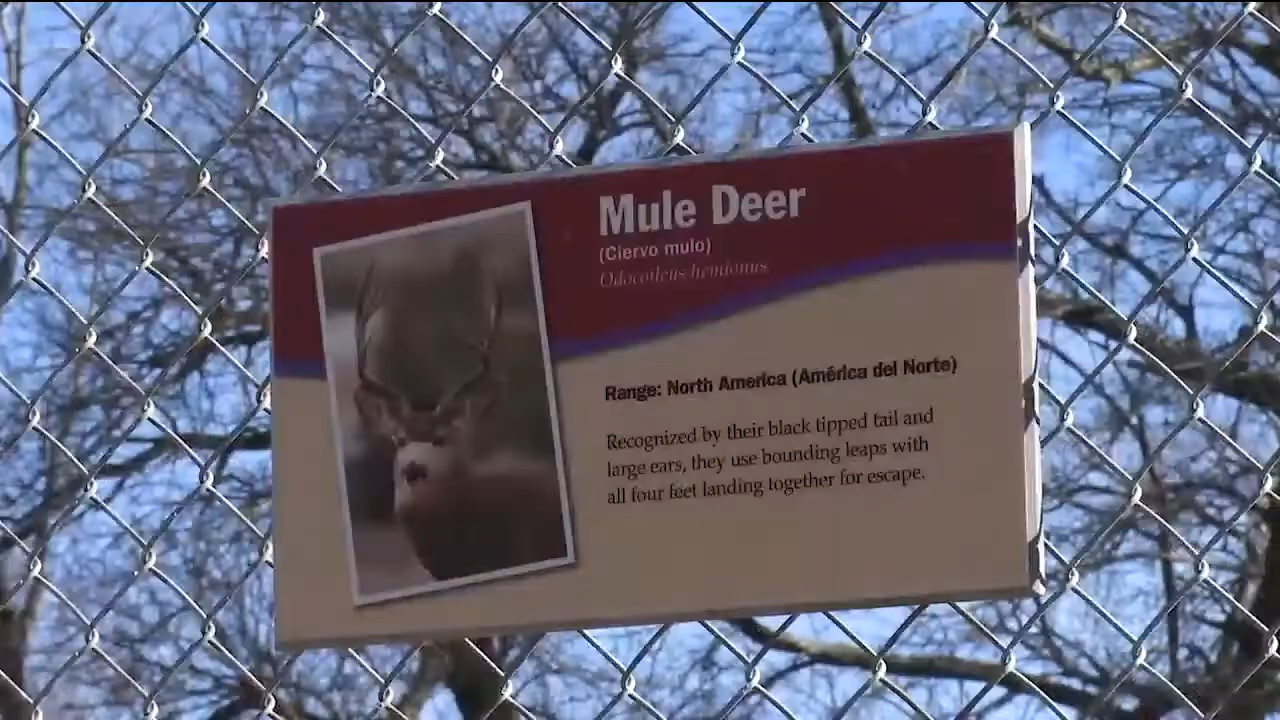 Mule Deer
(Ciervo mulo)
Odocoileus hemionus
Range: North America (América del Norte)
Recognized by their black tipped tail and
large ears, they use bounding leaps with
all four feet landing together for escape.